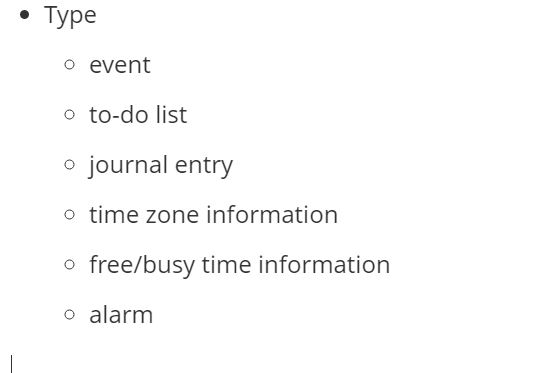 Type
event
to-do list
journal entry
time zone information
free/busy time information
alarm